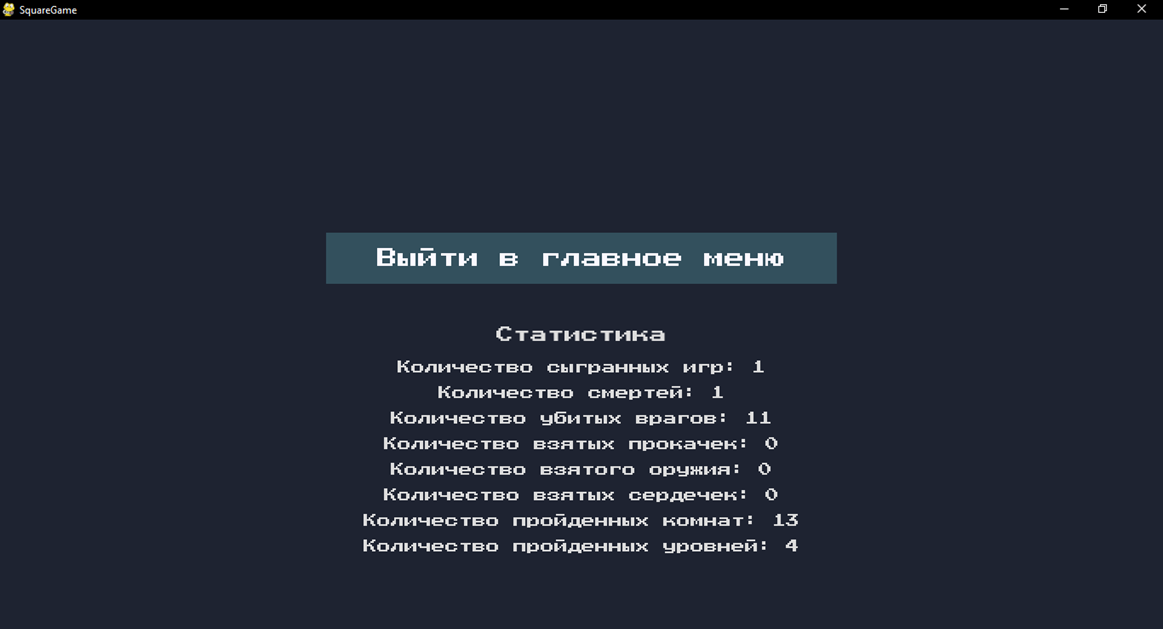 SquareGame
Выйти в главное меню
Статистика
Количество сыгранных игр: 1
Количество смертей: 1
Количество убитых врагов: 11
Количество взятых прокачек: 0
Количество взятого оружия: 0
Количество взятых сердечек: 0
Количество пройденных комнат: 13
Количество пройденных уровней: 4